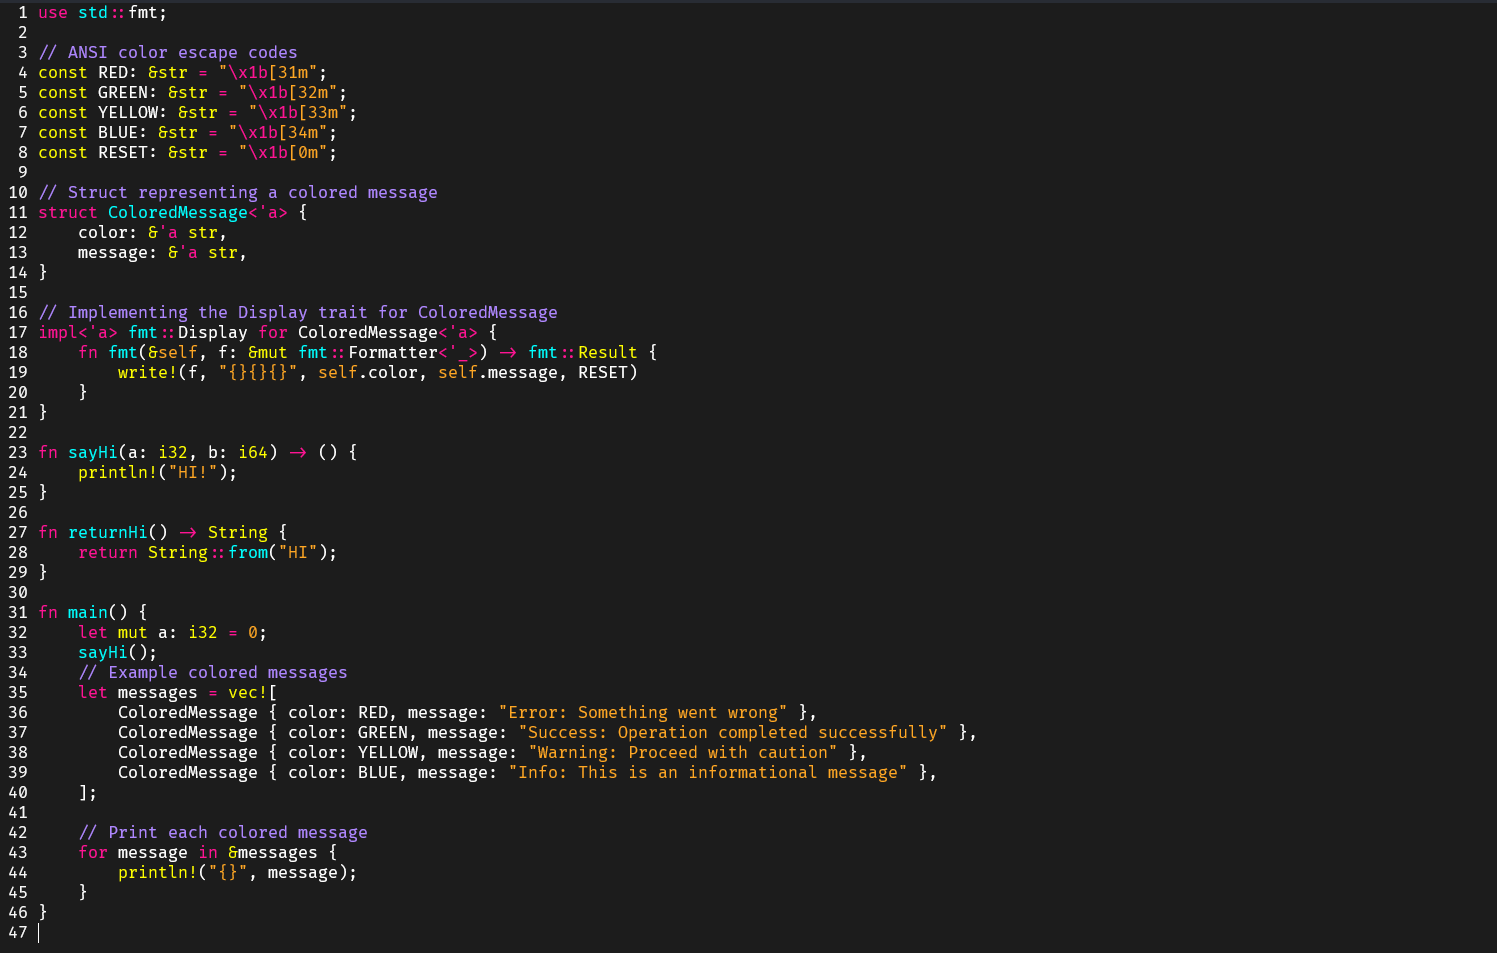 1 use std::fmt;
2
3 // ANSI color escape codes
4 const RED: &str = "\x1b[31m";
5 const GREEN: &str = "\x1b[32m";
6 const YELLOW: &str = "\x1b[33m";
7 const BLUE: &str = "\x1b[34m";
8 const RESET: &str = "\x1b[0m";
9
10 // Struct representing a colored message
11 struct ColoredMessage<'a> {
12     color: &'a str,
13     message: &'a str,
14 }
15
16 // Implementing the Display trait for ColoredMessage
17 impl<'a> fmt::Display for ColoredMessage<'a> {
18     fn fmt(&self, f: &mut fmt::Formatter<'_>) -> fmt::Result {
19         write!(f, "{}{}{}", self.color, self.message, RESET)
20     }
21 }
22
23 fn sayHi(a: i32, b: i64) -> () {
24     println!("HI!");
25 }
26
27 fn returnHi() -> String {
28     return String::from("HI");
29 }
30
31 fn main() {
32     let mut a: i32 = 0;
33     sayHi();
34     // Example colored messages
35     let messages = vec![
36         ColoredMessage { color: RED, message: "Error: Something went wrong" },
37         ColoredMessage { color: GREEN, message: "Success: Operation completed successfully" },
38         ColoredMessage { color: YELLOW, message: "Warning: Proceed with caution" },
39         ColoredMessage { color: BLUE, message: "Info: This is an informational message" },
40     ];
41
42     // Print each colored message
43     for message in &messages {
44         println!("{}", message);
45     }
46 }
47